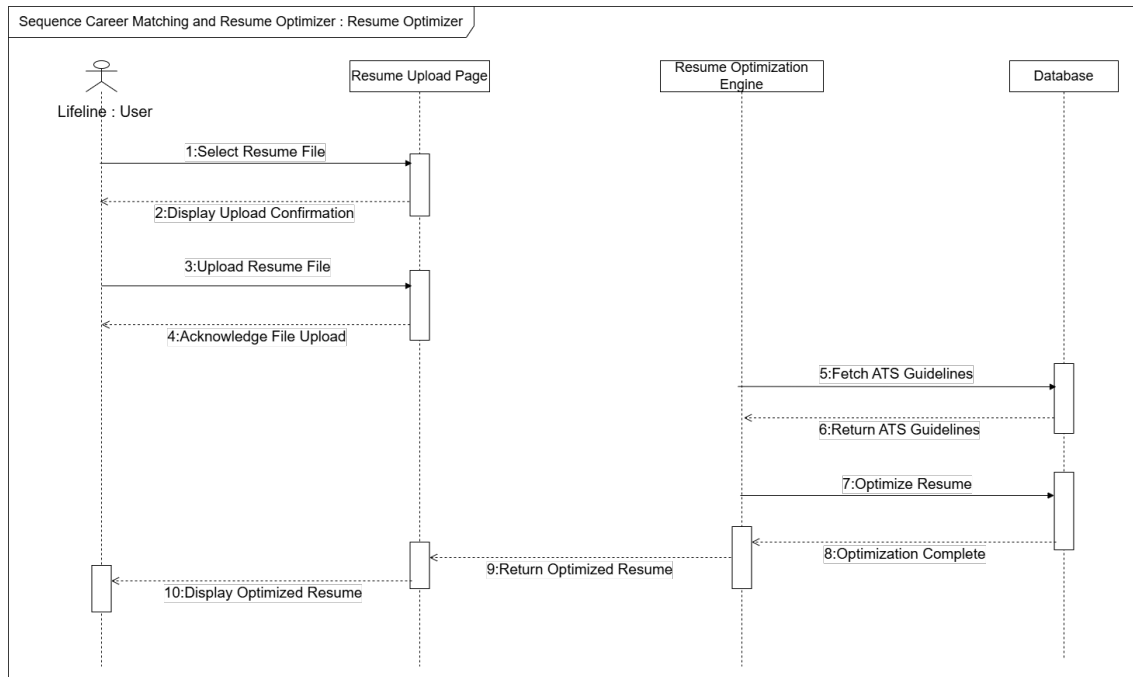 Sequence Career Matching and Resume Optimizer : Resume Optimizer
Lifeline : User
Resume Upload Page
Resume Optimization
Engine
Database
1:Select Resume File
2:Display Upload Confirmation
3:Upload Resume File
4:Acknowledge File Upload
5:Fetch ATS Guidelines
6:Return ATS Guidelines
7:Optimize Resume
8:Optimization Complete
9:Return Optimized Resume
10:Display Optimized Resume